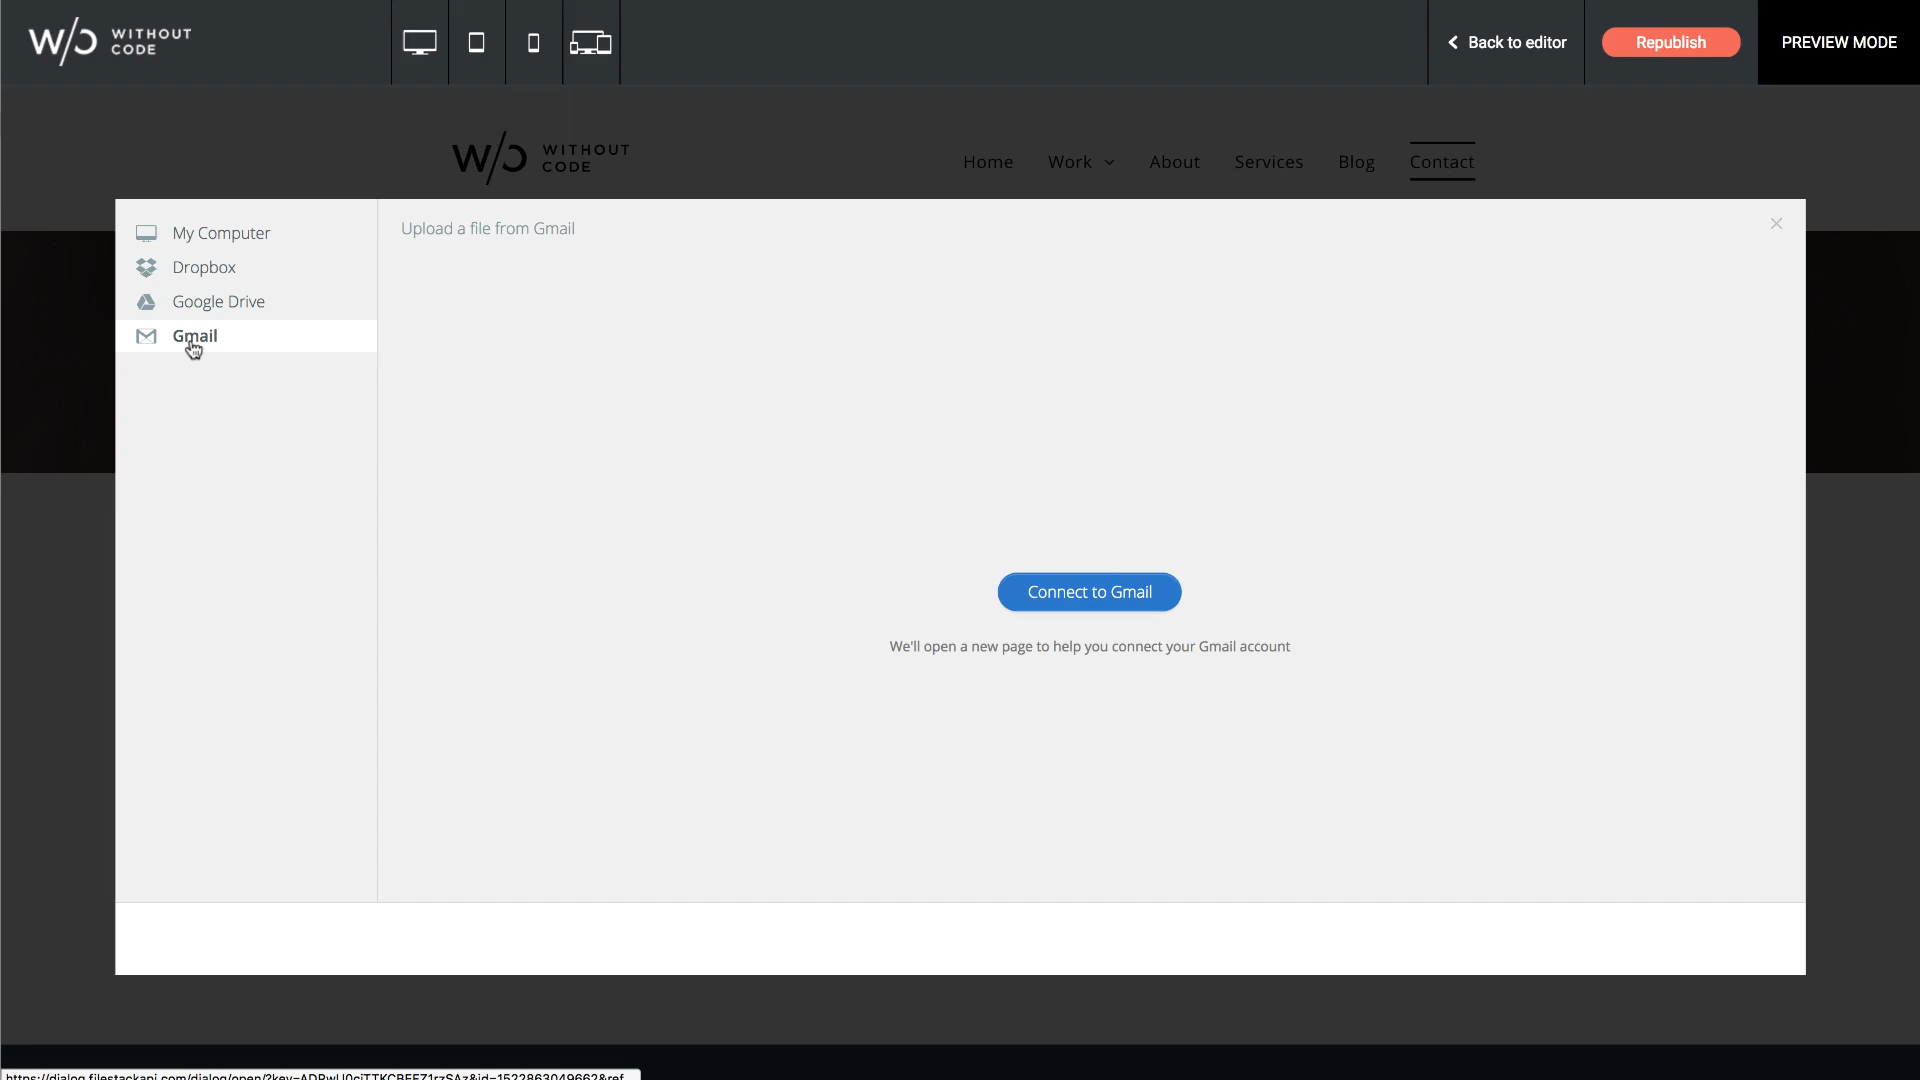 WITHOUT
CODE
Back to editor
Republish
PREVIEW MODE
WITHOUT
CODE
Home
Work
About
Services
Blog
Contact
My Computer
Dropbox
Google Drive
Gmail
Upload a file from Gmail
Connect to Gmail
We'll open a new page to help you connect your Gmail account